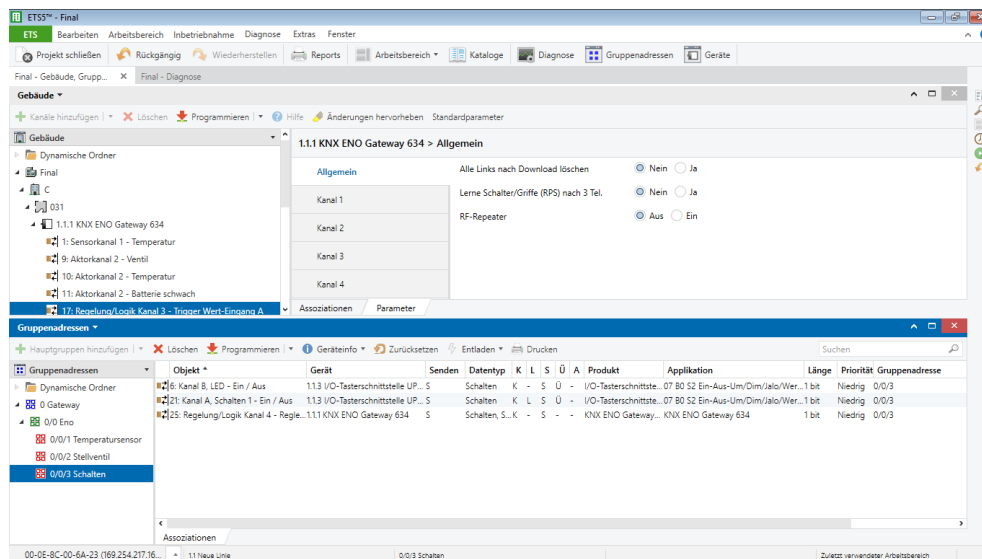 ETS5™ - Final
ETS Bearbeiten Arbeitsbereich Inbetriebnahme Diagnose Extras Fenster
Projekt schließen Rückgängig Wiederherstellen Reports Arbeitsbereich Kataloge Diagnose Gruppenadressen Geräte
Final - Gebäude, Grupp... X Final - Diagnose
Gebäude
Kanäle hinzufügen Löschen Programmieren Hilfe Änderungen hervorheben Standardparameter
Gebäude
Dynamische Ordner
Final
C
031
1.1.1 KNX ENO Gateway 634
1: Sensorkanal 1 - Temperatur
9: Aktorkanal 2 - Ventil
10: Aktorkanal 2 - Temperatur
11: Aktorkanal 2 - Batterie schwach
17: Regelung/Logik Kanal 3 - Trigger Wert-Eingang A
1.1.1 KNX ENO Gateway 634 > Allgemein
Allgemein
Kanal 1
Kanal 2
Kanal 3
Kanal 4
Alle Links nach Download löschen Nein Ja
Lerne Schalter/Griffe (RPS) nach 3 Tel. Nein Ja
RF-Repeater Aus Ein
Assoziationen Parameter
Gruppenadressen
Hauptgruppen hinzufügen Löschen Programmieren Geräteinfo Zurücksetzen Entladen Drucken Suchen
Gruppenadressen
Dynamische Ordner
0 Gateway
0/0 Eno
0/0/1 Temperatursensor
0/0/2 Stellventil
0/0/3 Schalten
Objekt Gerät Senden Datentyp K L S Ü A Produkt Applikation Länge Priorität Gruppenadresse
6: Kanal B, LED - Ein / Aus 1.1.3 I/O-Tasterschnittstelle UP... S Schalten K - S Ü - I/O-Tasterschnittste... 07 B0 S2 Ein-Aus-Um/Dim/Jalo/Wer... 1 bit Niedrig 0/0/3
21: Kanal A, Schalten 1 - Ein / Aus 1.1.3 I/O-Tasterschnittstelle UP... S Schalten K L S Ü - I/O-Tasterschnittste... 07 B0 S2 Ein-Aus-Um/Dim/Jalo/Wer... 1 bit Niedrig 0/0/3
25: Regelung/Logik Kanal 4 - Regle... 1.1.1 KNX ENO Gateway 634 S Schalten, S... K - S - - KNX ENO Gateway... KNX ENO Gateway 634 1 bit Niedrig 0/0/3
Assoziationen
00-0E-8C-00-6A-23 (169.254.217.16... 1.1 Neue Linie 0/0/3 Schalten Zuletzt verwendeter Arbeitsbereich